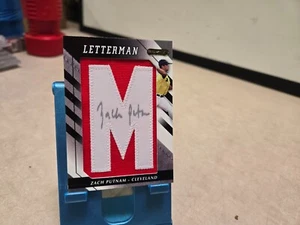 LETTERMAN
M
Zach Putnam
ZACH PUTNAM - CLEVELAND